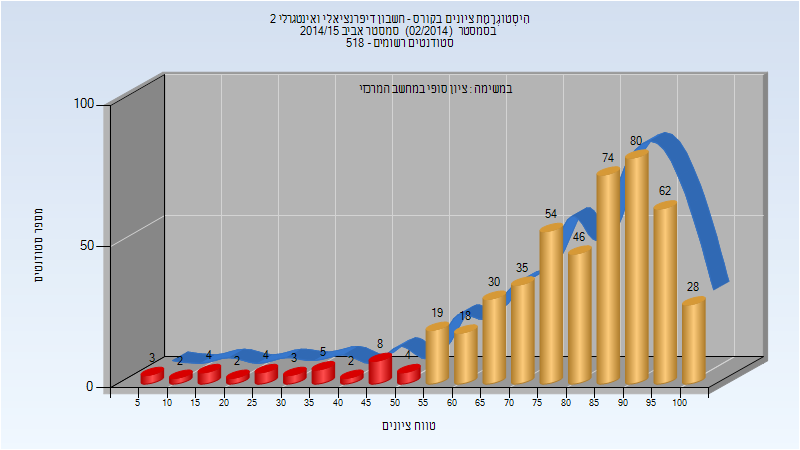 היסטוגרמת ציונים בקורס - חשבון דיפרנציאלי ואינטגרלי 2
בסמסטר (02/2014) סמסטר אביב 2014/15
סטודנטים רשומים - 518
במשימה : ציון סופי במחשב המרכזי
מספר סטודנטים
100
50
0
3 2 4 2 4 3 5 2 8 4 19 18 30 35 54 46 74 80 62 28
5 10 15 20 25 30 35 40 45 50 55 60 65 70 75 80 85 90 95 100
טווח ציונים